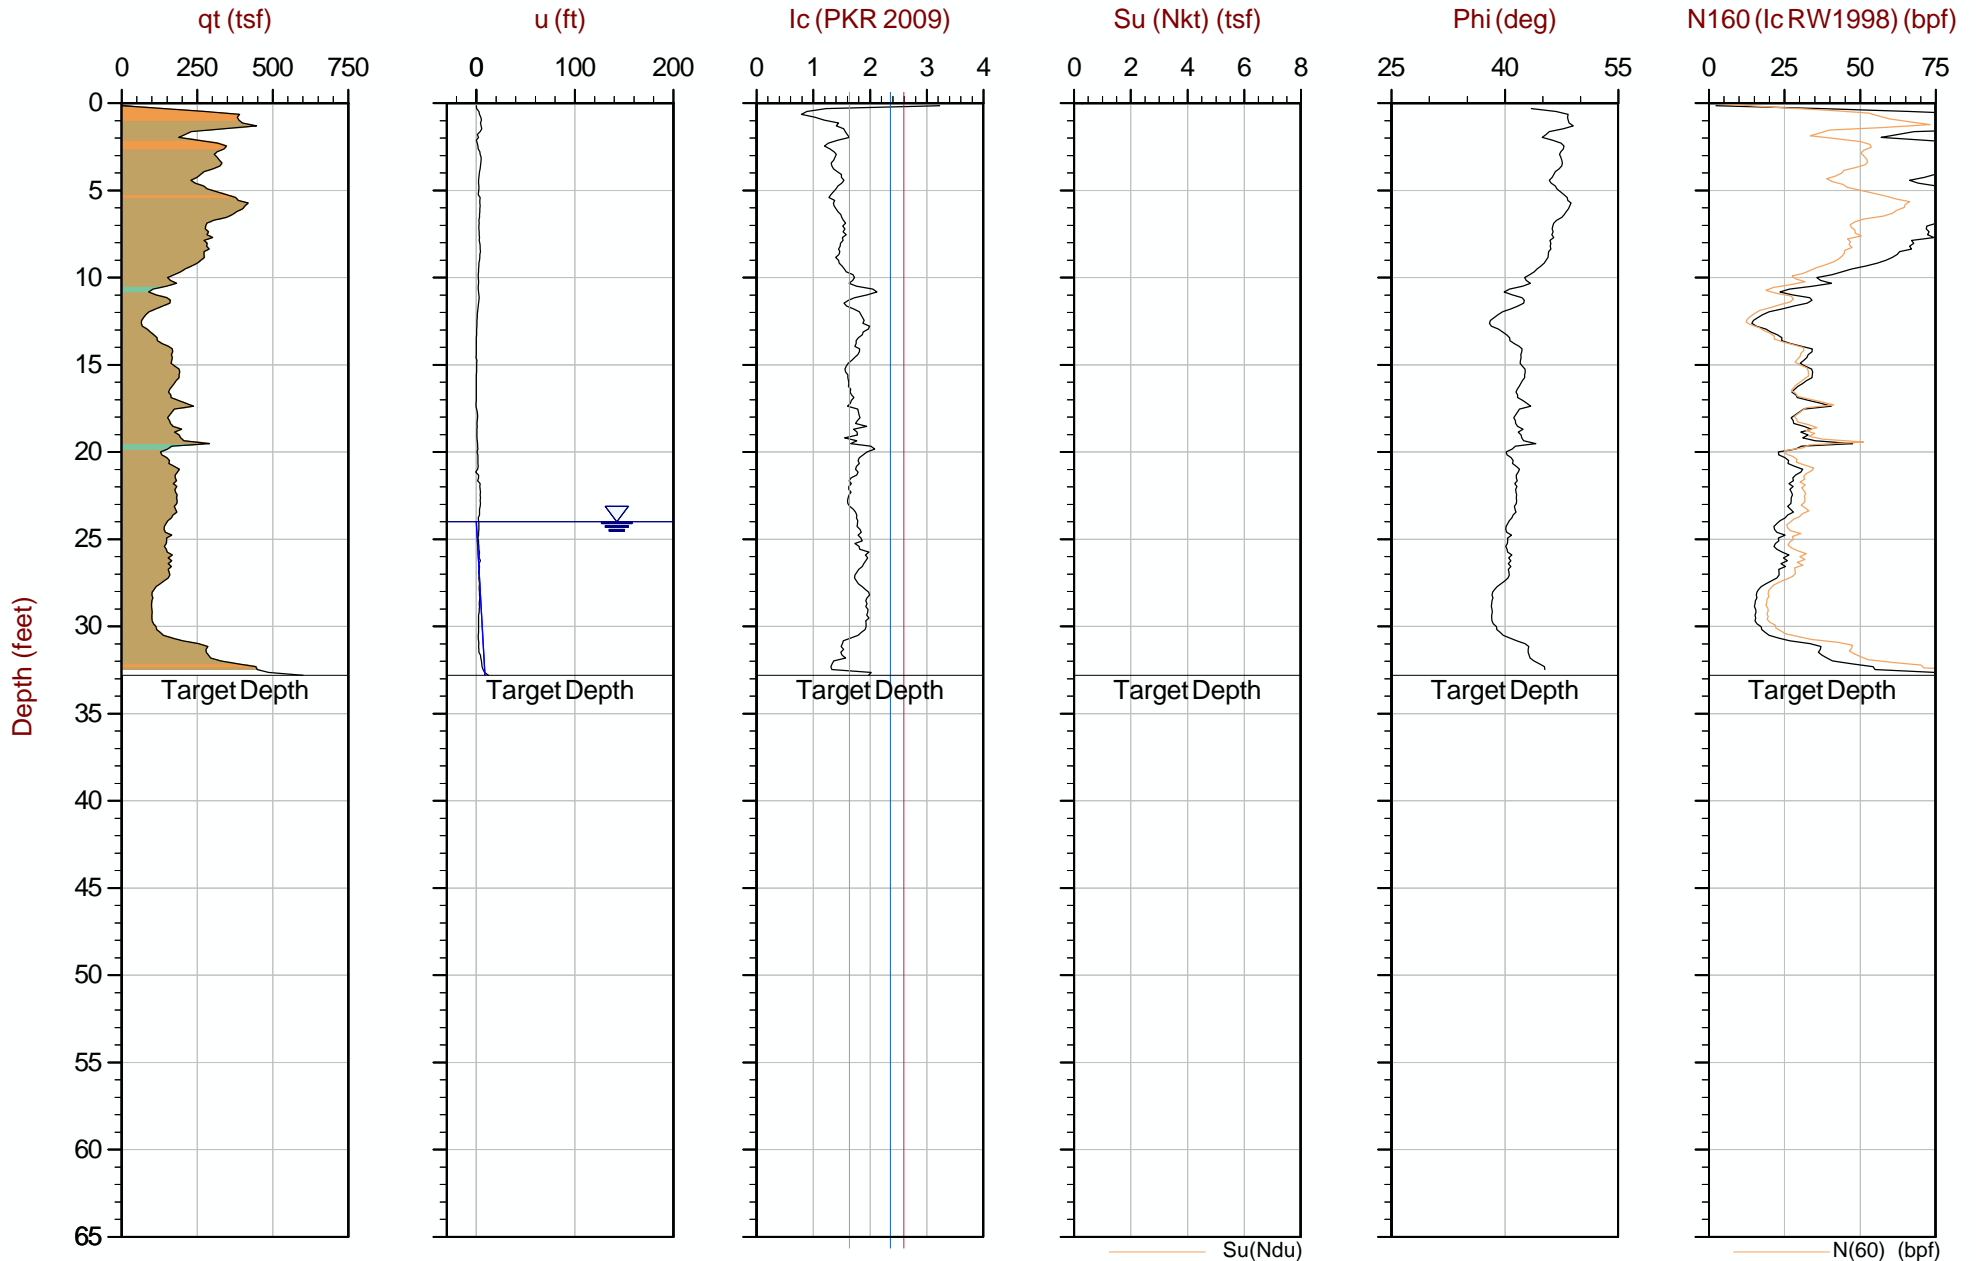 qt (tsf)
u (ft)
Ic (PKR 2009)
Su (Nkt) (tsf)
Phi (deg)
N160 (Ic RW1998) (bpf)
0 250 500 750
0 100 200
0 1 2 3 4
0 2 4 6 8
25 40 55
0 25 50 75
Depth (feet)
0
5
10
15
20
25
30
35
40
45
50
55
60
65
Target Depth
Target Depth
Target Depth
Target Depth
Target Depth
Target Depth
Su(Ndu)
N(60) (bpf)